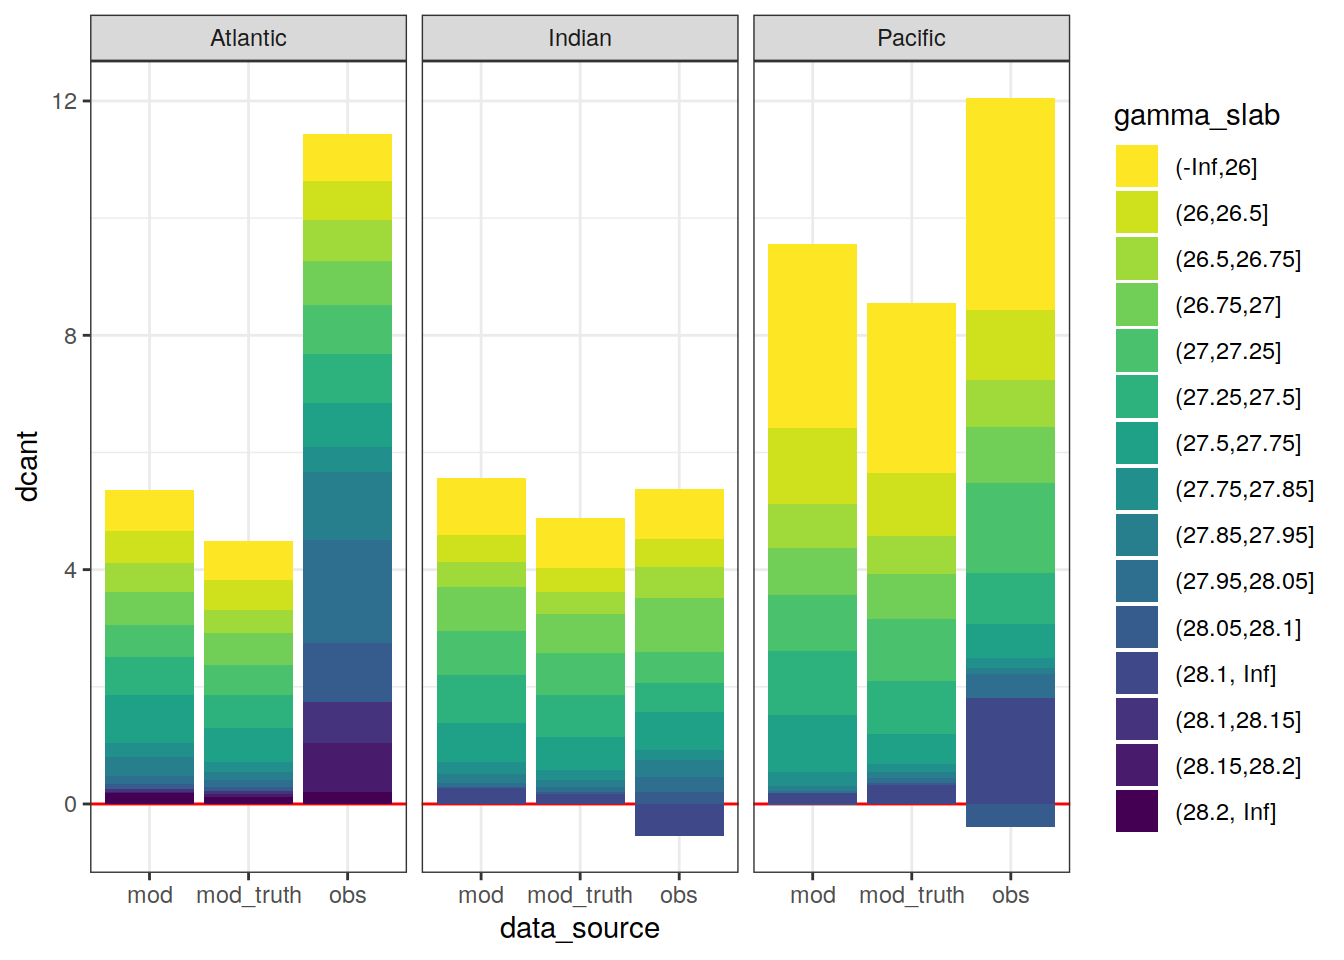 Atlantic
Indian
Pacific
12
8
4
0
dcant
mod
mod_truth
obs
mod
mod_truth
obs
mod
mod_truth
obs
data_source
gamma_slab
(-Inf,26]
(26,26.5]
(26.5,26.75]
(26.75,27]
(27,27.25]
(27.25,27.5]
(27.5,27.75]
(27.75,27.85]
(27.85,27.95]
(27.95,28.05]
(28.05,28.1]
(28.1, Inf]
(28.1,28.15]
(28.15,28.2]
(28.2, Inf]